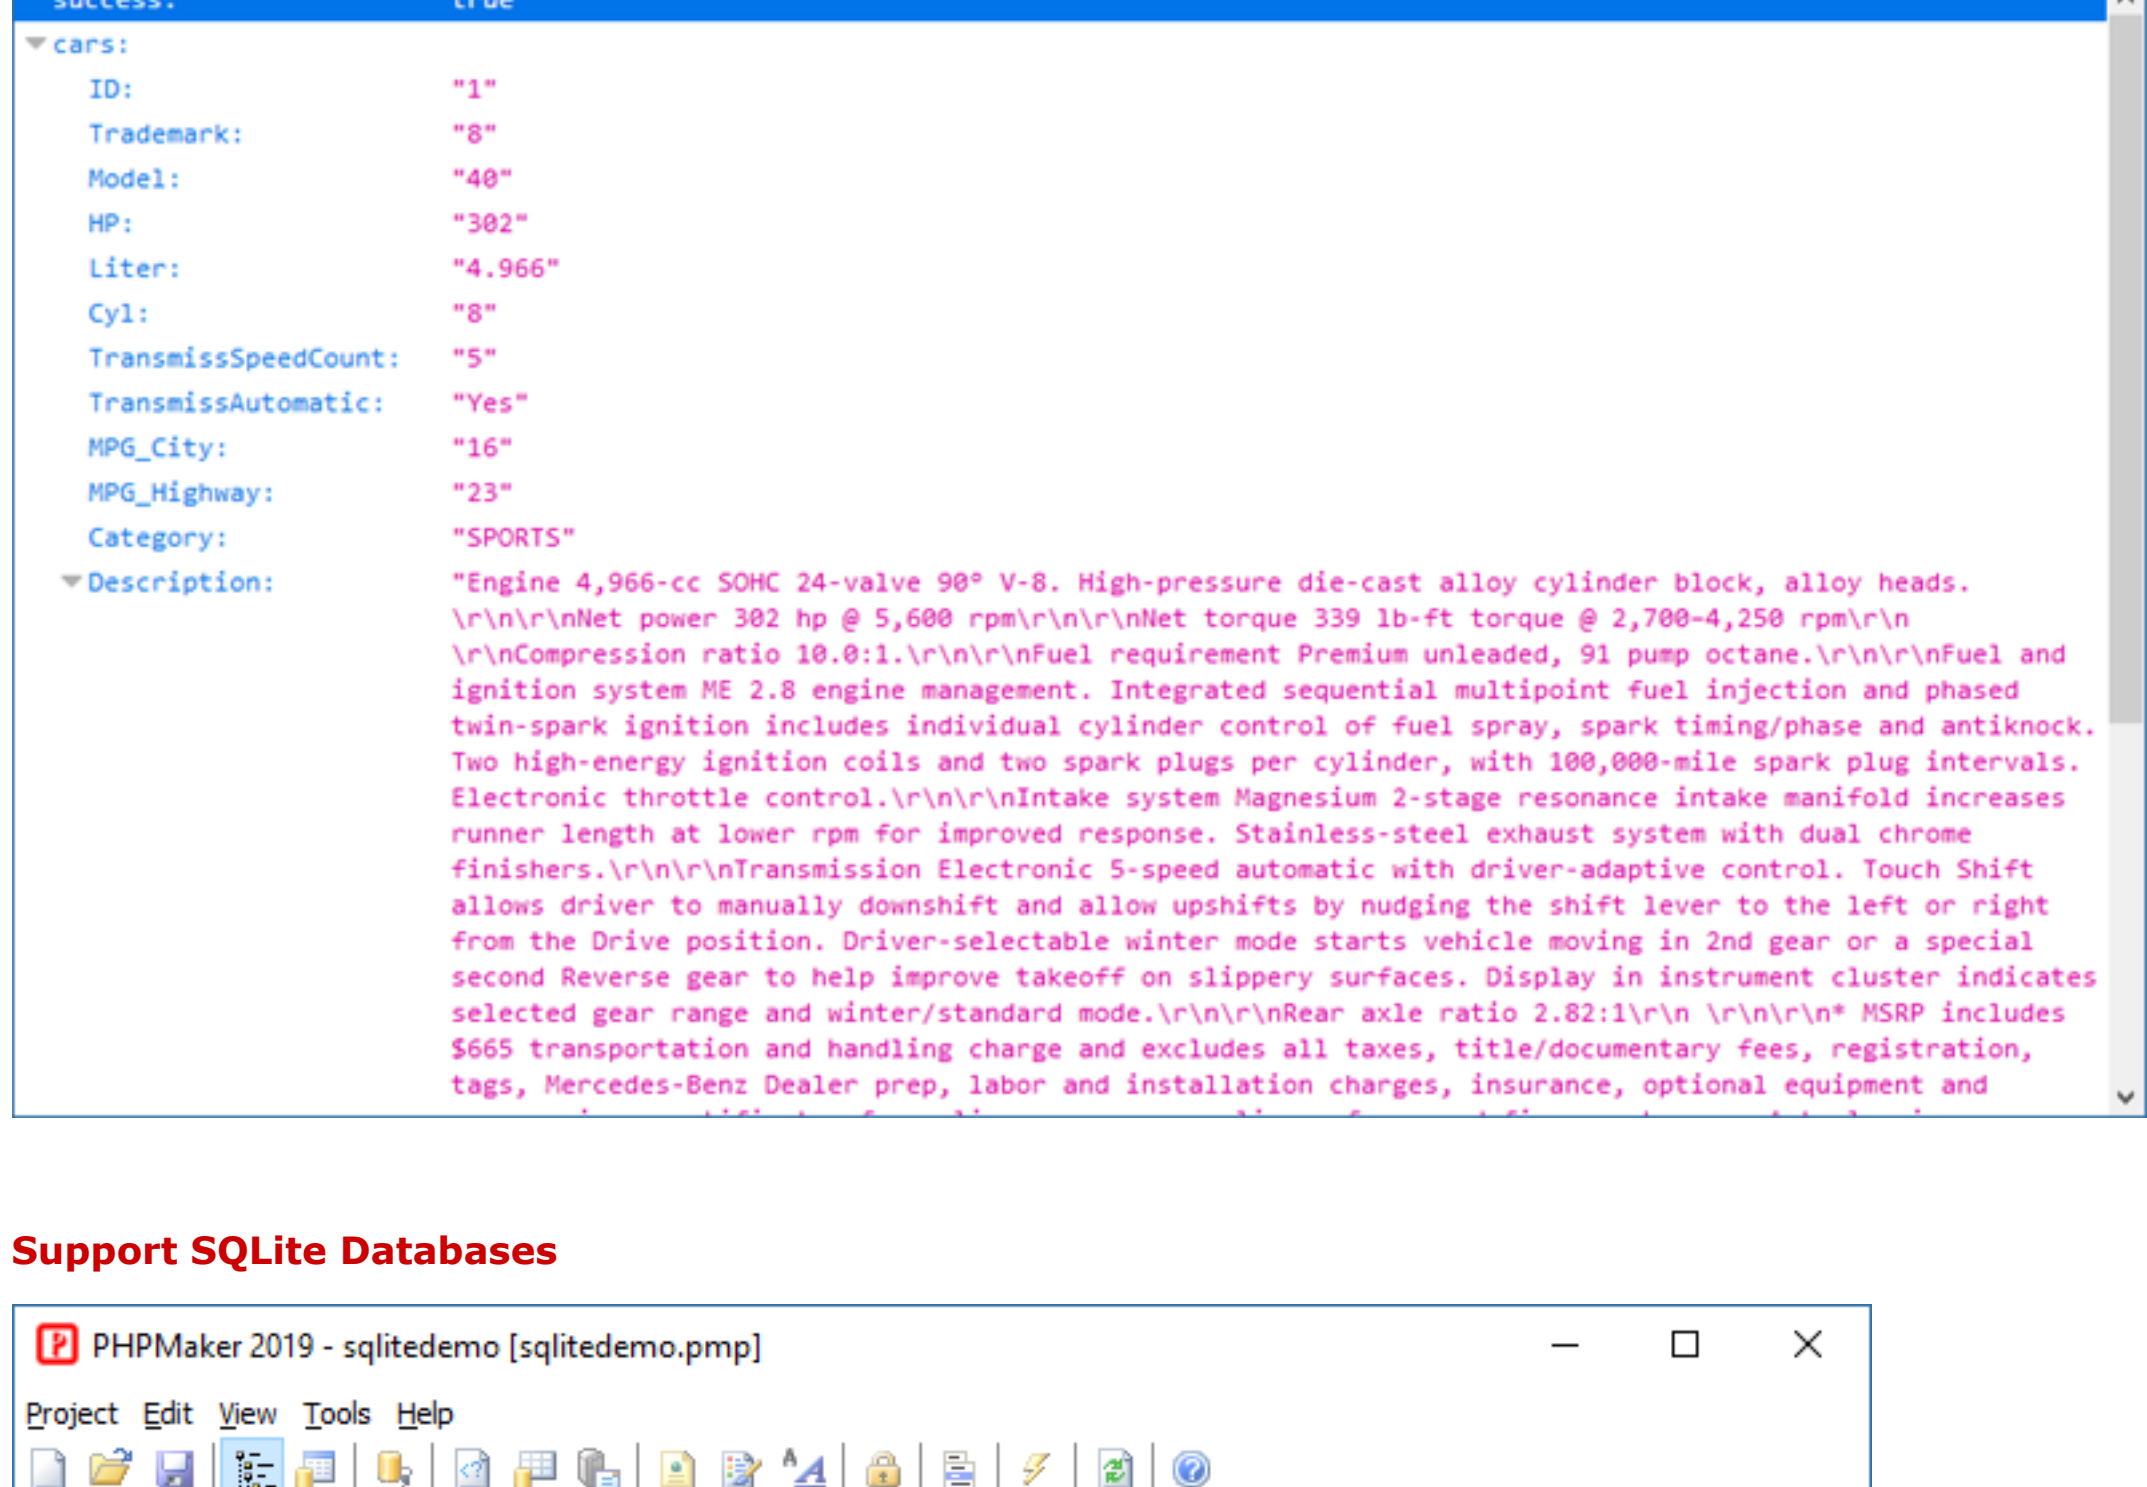 success: true
cars:
ID: "1"
Trademark: "8"
Model: "40"
HP: "302"
Liter: "4.966"
Cyl: "8"
TransmissSpeedCount: "5"
TransmissAutomatic: "Yes"
MPG_City: "16"
MPG_Highway: "23"
Category: "SPORTS"
Description: "Engine 4,966-cc SOHC 24-valve 90° V-8. High-pressure die-cast alloy cylinder block, alloy heads.
\r\n\r\nNet power 302 hp @ 5,600 rpm\r\n\r\nNet torque 339 lb-ft torque @ 2,700–4,250 rpm\r\n
\r\nCompression ratio 10.0:1.\r\n\r\nFuel requirement Premium unleaded, 91 pump octane.\r\n\r\nFuel and
ignition system ME 2.8 engine management. Integrated sequential multipoint fuel injection and phased
twin-spark ignition includes individual cylinder control of fuel spray, spark timing/phase and antiknock.
Two high-energy ignition coils and two spark plugs per cylinder, with 100,000-mile spark plug intervals.
Electronic throttle control.\r\n\r\nIntake system Magnesium 2-stage resonance intake manifold increases
runner length at lower rpm for improved response. Stainless-steel exhaust system with dual chrome
finishers.\r\n\r\nTransmission Electronic 5-speed automatic with driver-adaptive control. Touch Shift
allows driver to manually downshift and allow upshifts by nudging the shift lever to the left or right
from the Drive position. Driver-selectable winter mode starts vehicle moving in 2nd gear or a special
second Reverse gear to help improve takeoff on slippery surfaces. Display in instrument cluster indicates
selected gear range and winter/standard mode.\r\n\r\nRear axle ratio 2.82:1\r\n \r\n\r\n* MSRP includes
$665 transportation and handling charge and excludes all taxes, title/documentary fees, registration,
tags, Mercedes-Benz Dealer prep, labor and installation charges, insurance, optional equipment and
Support SQLite Databases
PHPMaker 2019 - sqlitedemo [sqlitedemo.pmp]
Project Edit View Tools Help